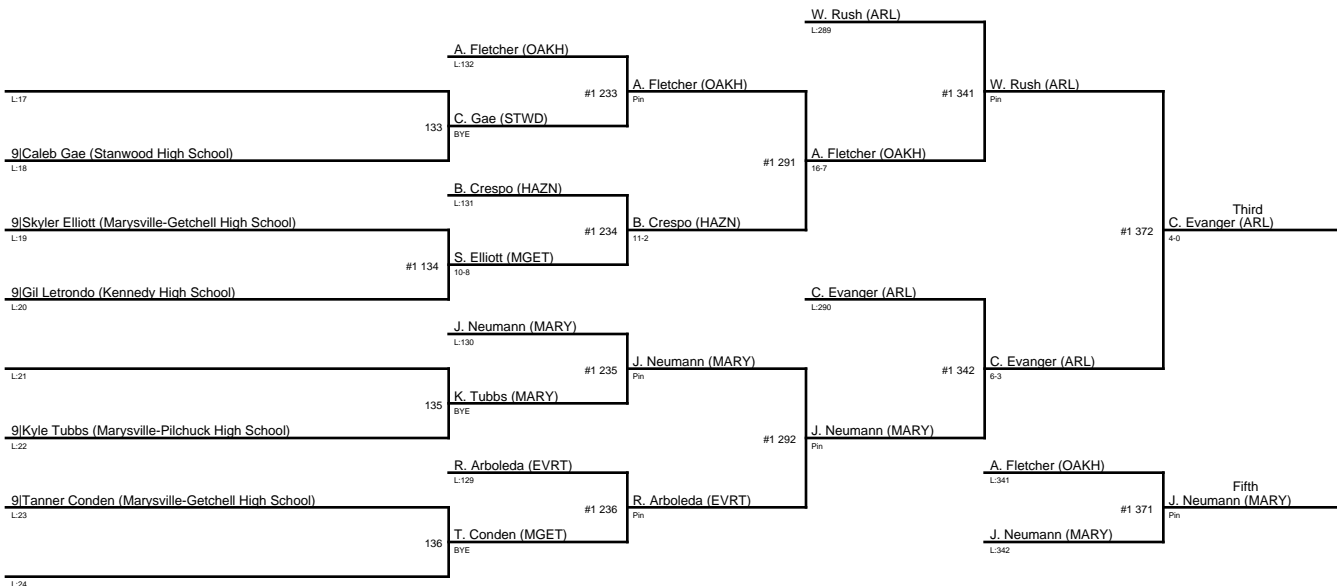 W. Rush (ARL)
L:289
A. Fletcher (OAKH)
L:132
#1 233
A. Fletcher (OAKH)
Pin
#1 341
W. Rush (ARL)
Pin
L:17
133
C. Gae (STWD)
BYE
9|Caleb Gae (Stanwood High School)
L:18
#1 291
A. Fletcher (OAKH)
16-7
B. Crespo (HAZN)
L:131
9|Skyler Elliott (Marysville-Getchell High School)
L:19
#1 234
B. Crespo (HAZN)
11-2
#1 372
Third
C. Evanger (ARL)
4-0
#1 134
S. Elliott (MGET)
10-8
9|Gil Letrondo (Kennedy High School)
L:20
C. Evanger (ARL)
L:290
J. Neumann (MARY)
L:130
L:21
#1 235
J. Neumann (MARY)
Pin
#1 342
C. Evanger (ARL)
6-3
135
K. Tubbs (MARY)
BYE
9|Kyle Tubbs (Marysville-Pilchuck High School)
L:22
#1 292
J. Neumann (MARY)
Pin
R. Arboleda (EVRT)
L:129
A. Fletcher (OAKH)
L:341
9|Tanner Conden (Marysville-Getchell High School)
L:23
#1 236
R. Arboleda (EVRT)
Pin
#1 371
Fifth
J. Neumann (MARY)
Pin
136
T. Conden (MGET)
BYE
J. Neumann (MARY)
L:342
L:24